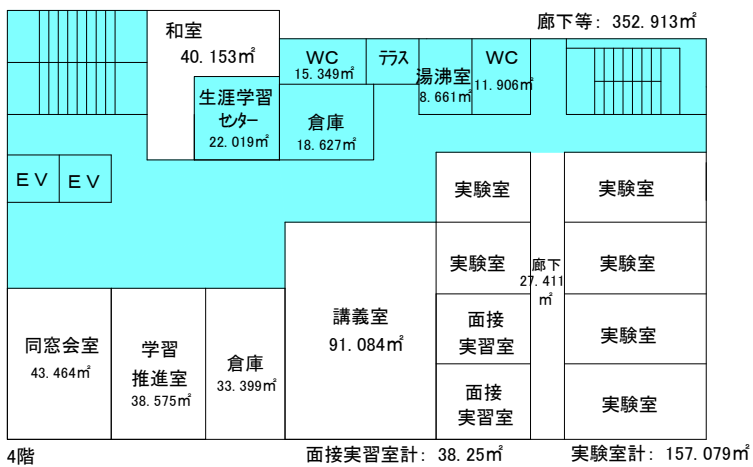 廊下等: 352.913㎡
和室
40.153㎡
WC
15.349㎡
テラス
湯沸室
8.661㎡
WC
11.906㎡
生涯学習
センター
22.019㎡
倉庫
18.627㎡
EV
EV
実験室
実験室
実験室
廊下
27.411
㎡
実験室
講義室
91.084㎡
面接
実習室
実験室
同窓会室
43.464㎡
学習
推進室
38.575㎡
倉庫
33.399㎡
面接
実習室
実験室
4階
面接実習室計: 38.25㎡
実験室計: 157.079㎡